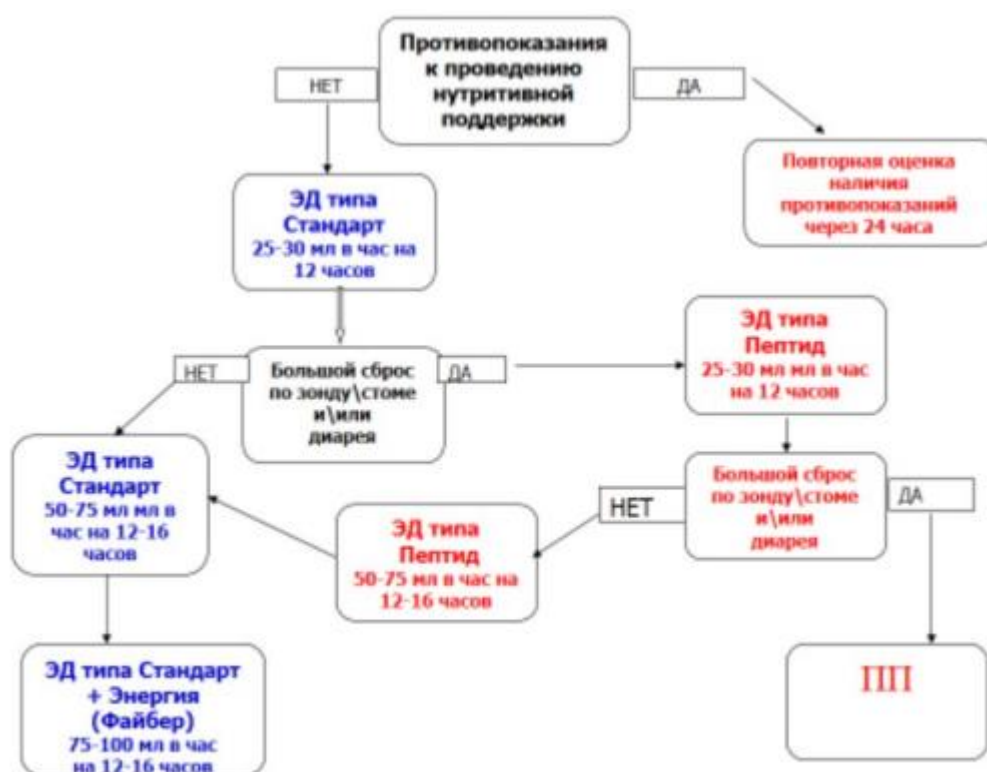 Противопоказания
к проведению
нутритивной
поддержки
НЕТ
ДА
Повторная оценка
наличия
противопоказаний
через 24 часа
ЭД типа
Стандарт
25-30 мл в час на
12 часов
Большой сброс
по зонду\стоме
и\или
диарея
НЕТ
ДА
ЭД типа
Пептид
25-30 мл мл в час
на 12 часов
ЭД типа
Стандарт
50-75 мл мл в
час на 12-16
часов
Большой сброс
по зонду\стоме
и\или
диарея
НЕТ
ДА
ЭД типа
Пептид
50-75 мл в час на
12-16 часов
ЭД типа Стандарт
+ Энергия
(Файбер)
75-100 мл в час
на 12-16 часов
ПП